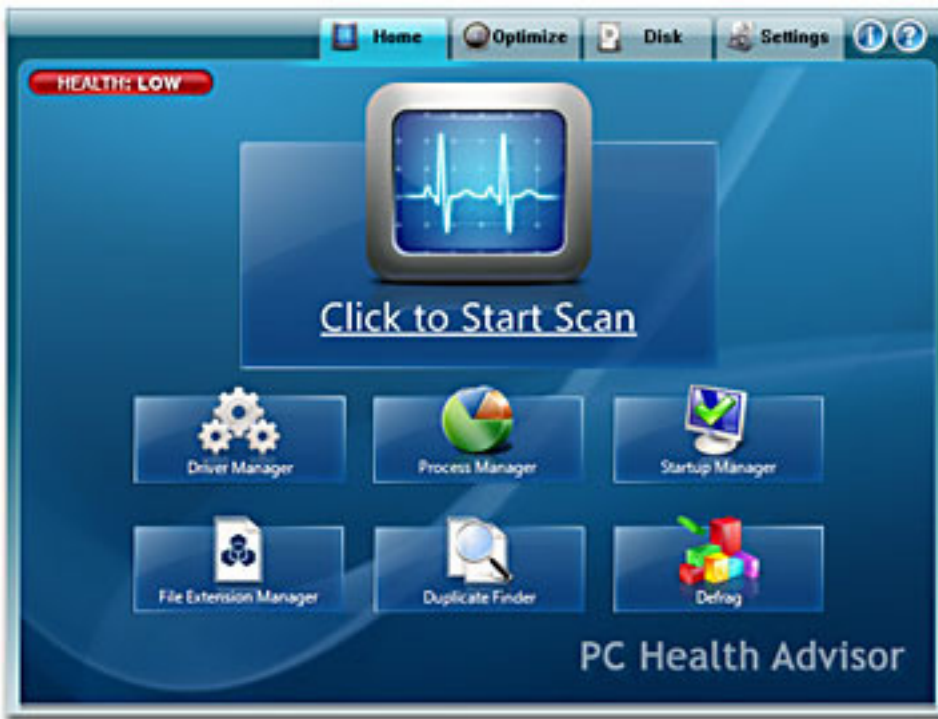 Home Optimize Disk Settings
HEALTH: LOW
Click to Start Scan
Driver Manager Process Manager Startup Manager
File Extension Manager Duplicate Finder Defrag
PC Health Advisor